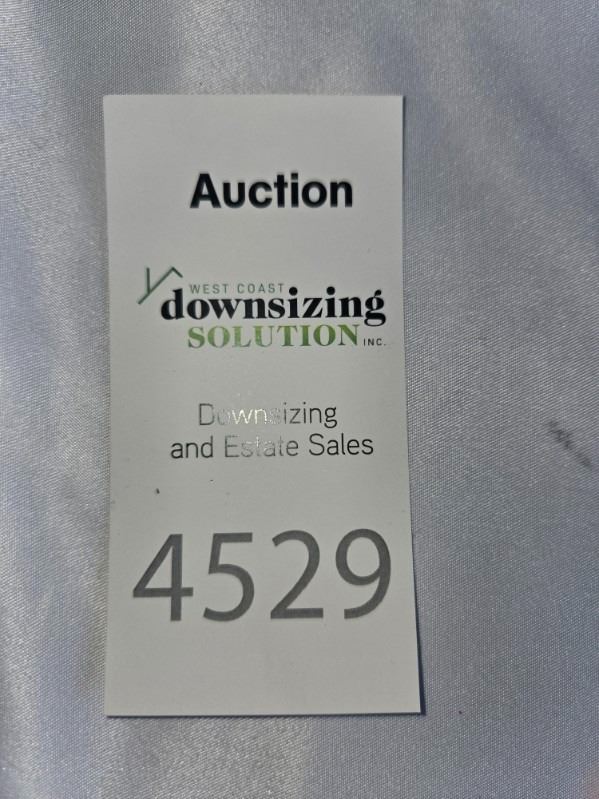 Auction
WEST COAST
downsizing
SOLUTION INC.
Downsizing
and Estate Sales
4529